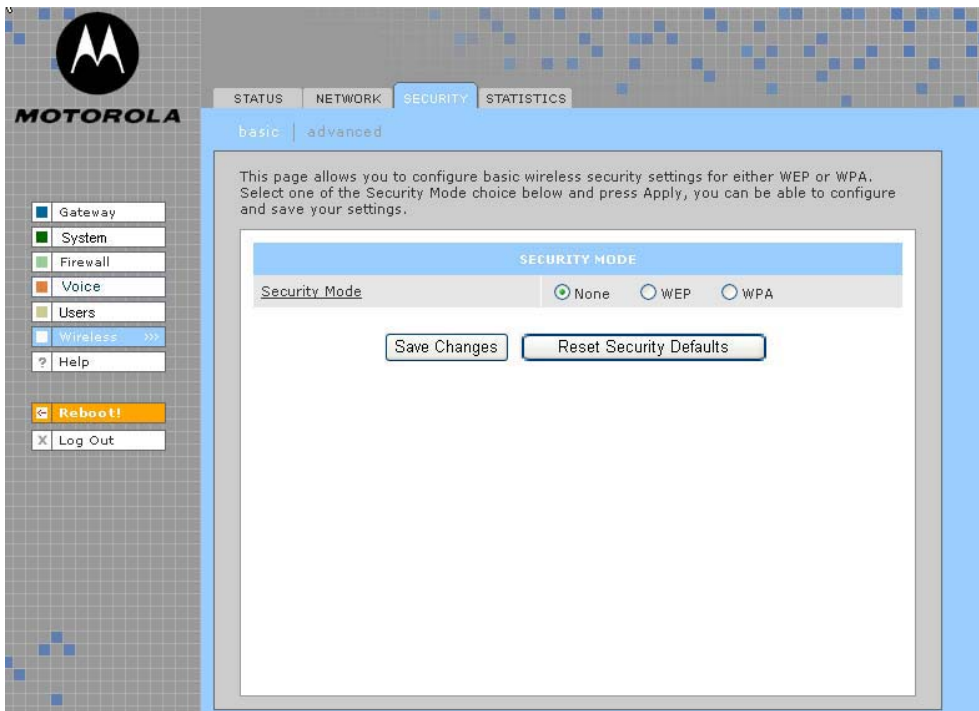 MOTOROLA
STATUS NETWORK SECURITY STATISTICS
basic | advanced
This page allows you to configure basic wireless security settings for either WEP or WPA.
Select one of the Security Mode choice below and press Apply, you can be able to configure
and save your settings.
Gateway
System
Firewall
Voice
Users
Wireless >>>
? Help
Reboot!
X Log Out
SECURITY MODE
Security Mode None WEP WPA
Save Changes Reset Security Defaults